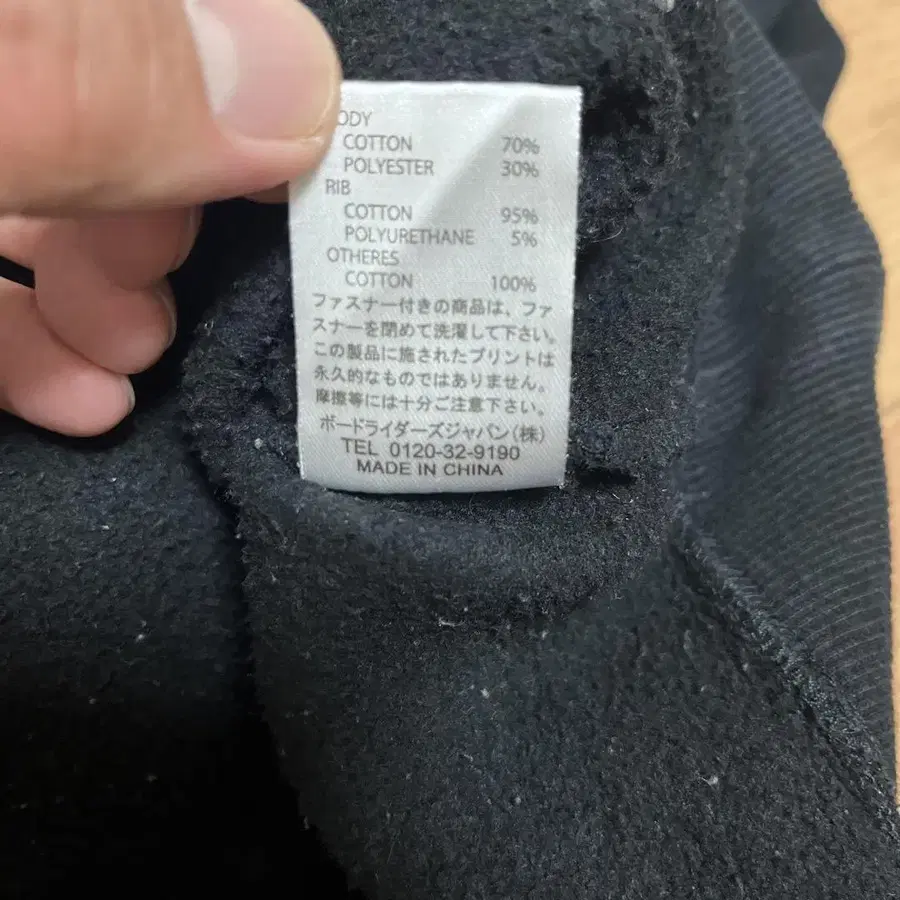 ODY
COTTON 70%
POLYESTER 30%
RIB
COTTON 95%
POLYURETHANE 5%
OTHERES
COTTON 100%
ファスナー付きの商品は、ファ
スナーを閉めて洗濯して下さい。
この製品に施されたプリントは
永久的なものではありません。
摩擦等には十分ご注意下さい。
ボードライダーズジャパン(株)
TEL 0120-32-9190
MADE IN CHINA